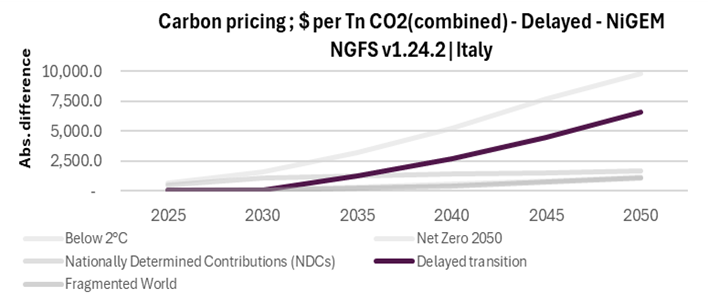 Carbon pricing; $ per Tn CO2(combined) - Delayed - NiGEM
NGFS v1.24.2 | Italy
Abs. difference
10,000.0
7,500.0
5,000.0
2,500.0
-
2025 2030 2035 2040 2045 2050
Below 2°C Net Zero 2050
Nationally Determined Contributions (NDCs) Delayed transition
Fragmented World